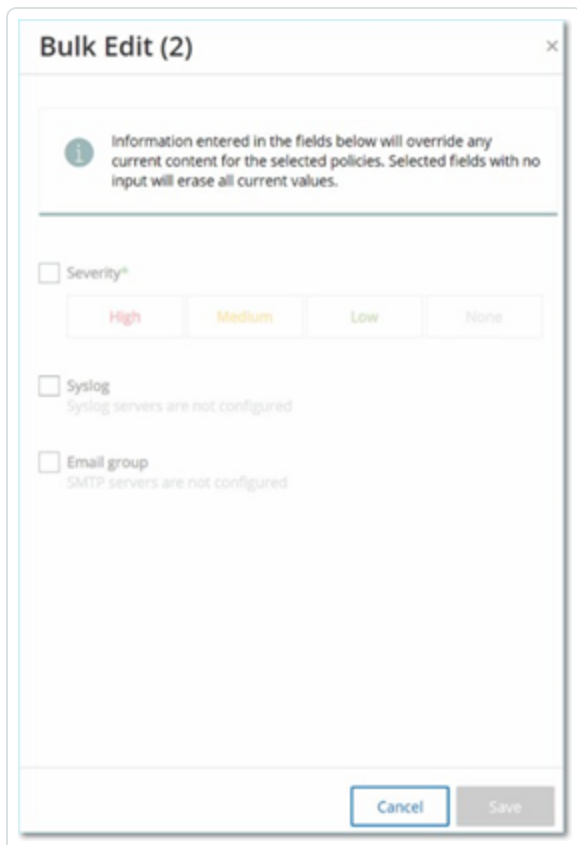 Bulk Edit (2)
×
i
Information entered in the fields below will override any
current content for the selected policies. Selected fields with no
input will erase all current values.
Severity*
High Medium Low None
Syslog
Syslog servers are not configured
Email group
SMTP servers are not configured
Cancel Save